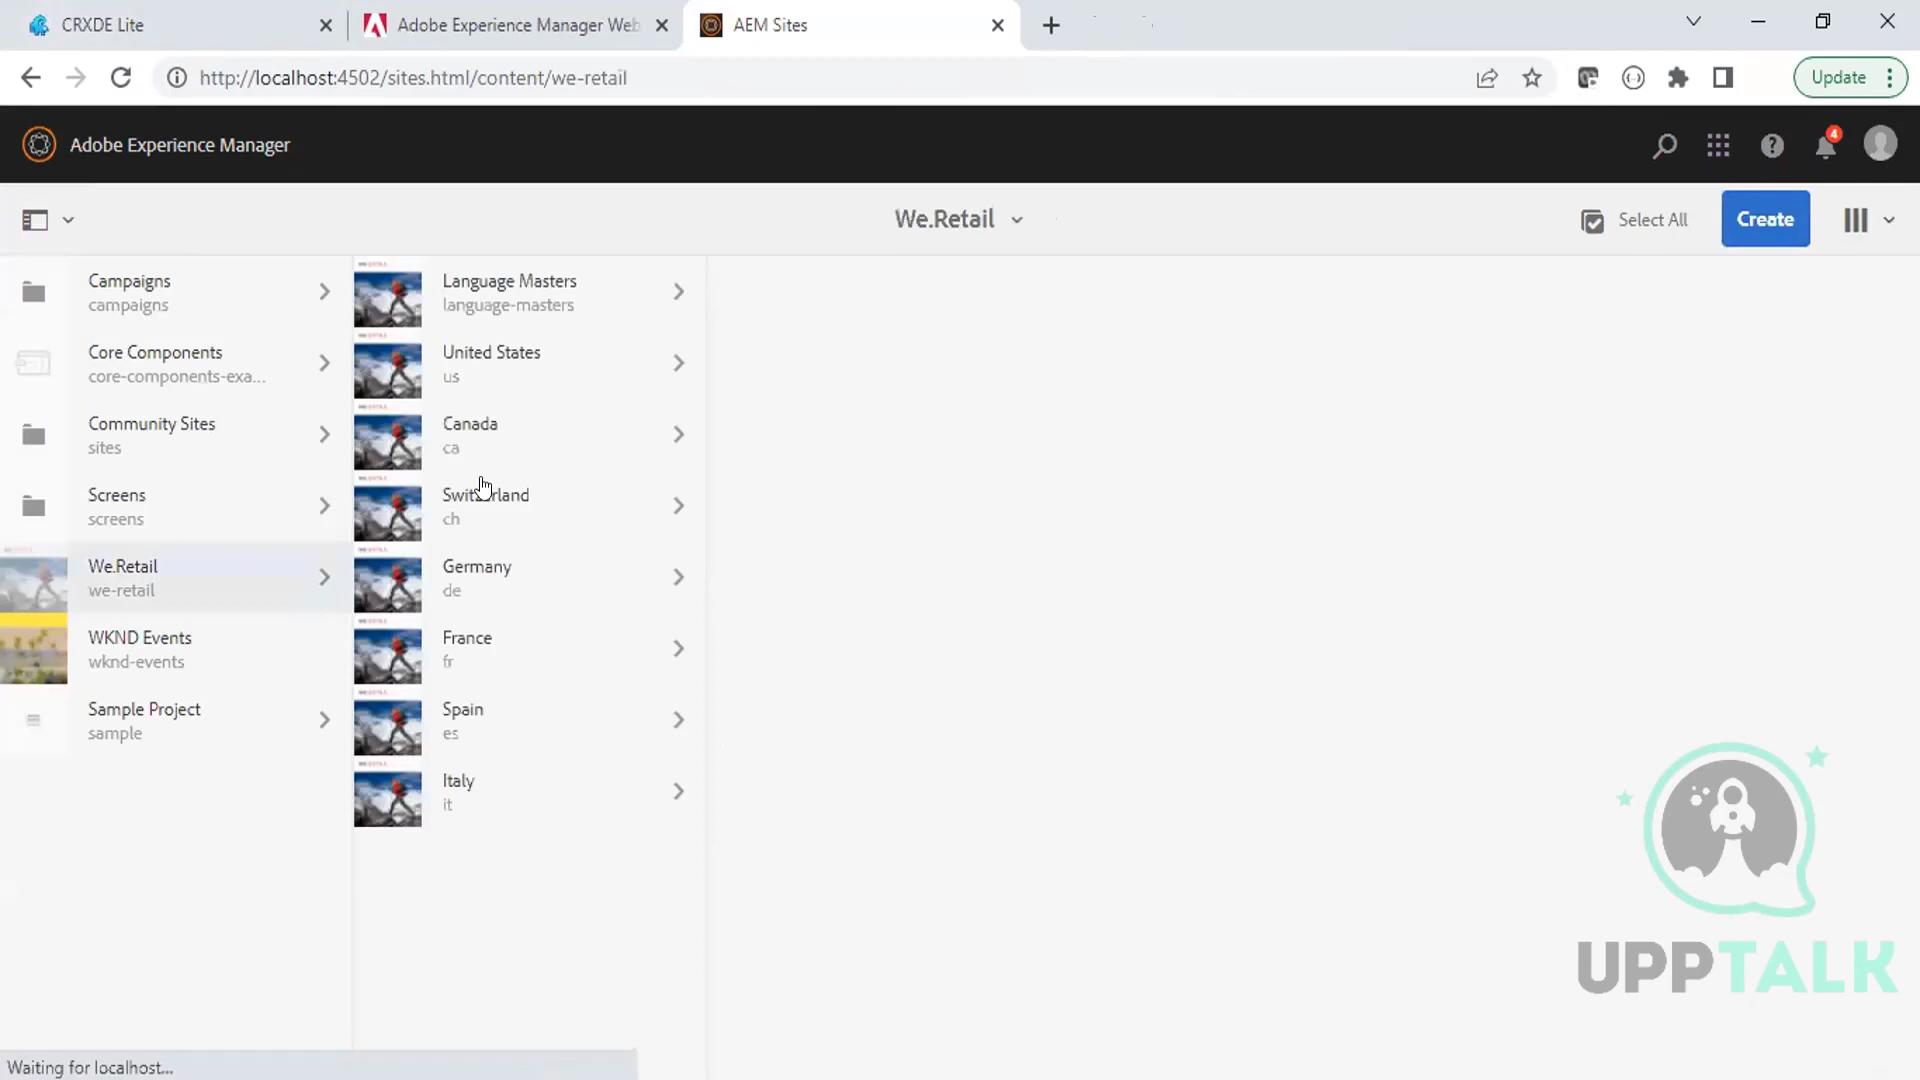 CRXDE Lite
Adobe Experience Manager Web
AEM Sites
http://localhost:4502/sites.html/content/we-retail
Update
Adobe Experience Manager
4
We.Retail
Select All
Create
Campaigns
campaigns
Core Components
core-components-exa...
Community Sites
sites
Screens
screens
We.Retail
we-retail
WKND Events
wknd-events
Sample Project
sample
Language Masters
language-masters
United States
us
Canada
ca
Switzerland
ch
Germany
de
France
fr
Spain
es
Italy
it
UPPTALK
Waiting for localhost...